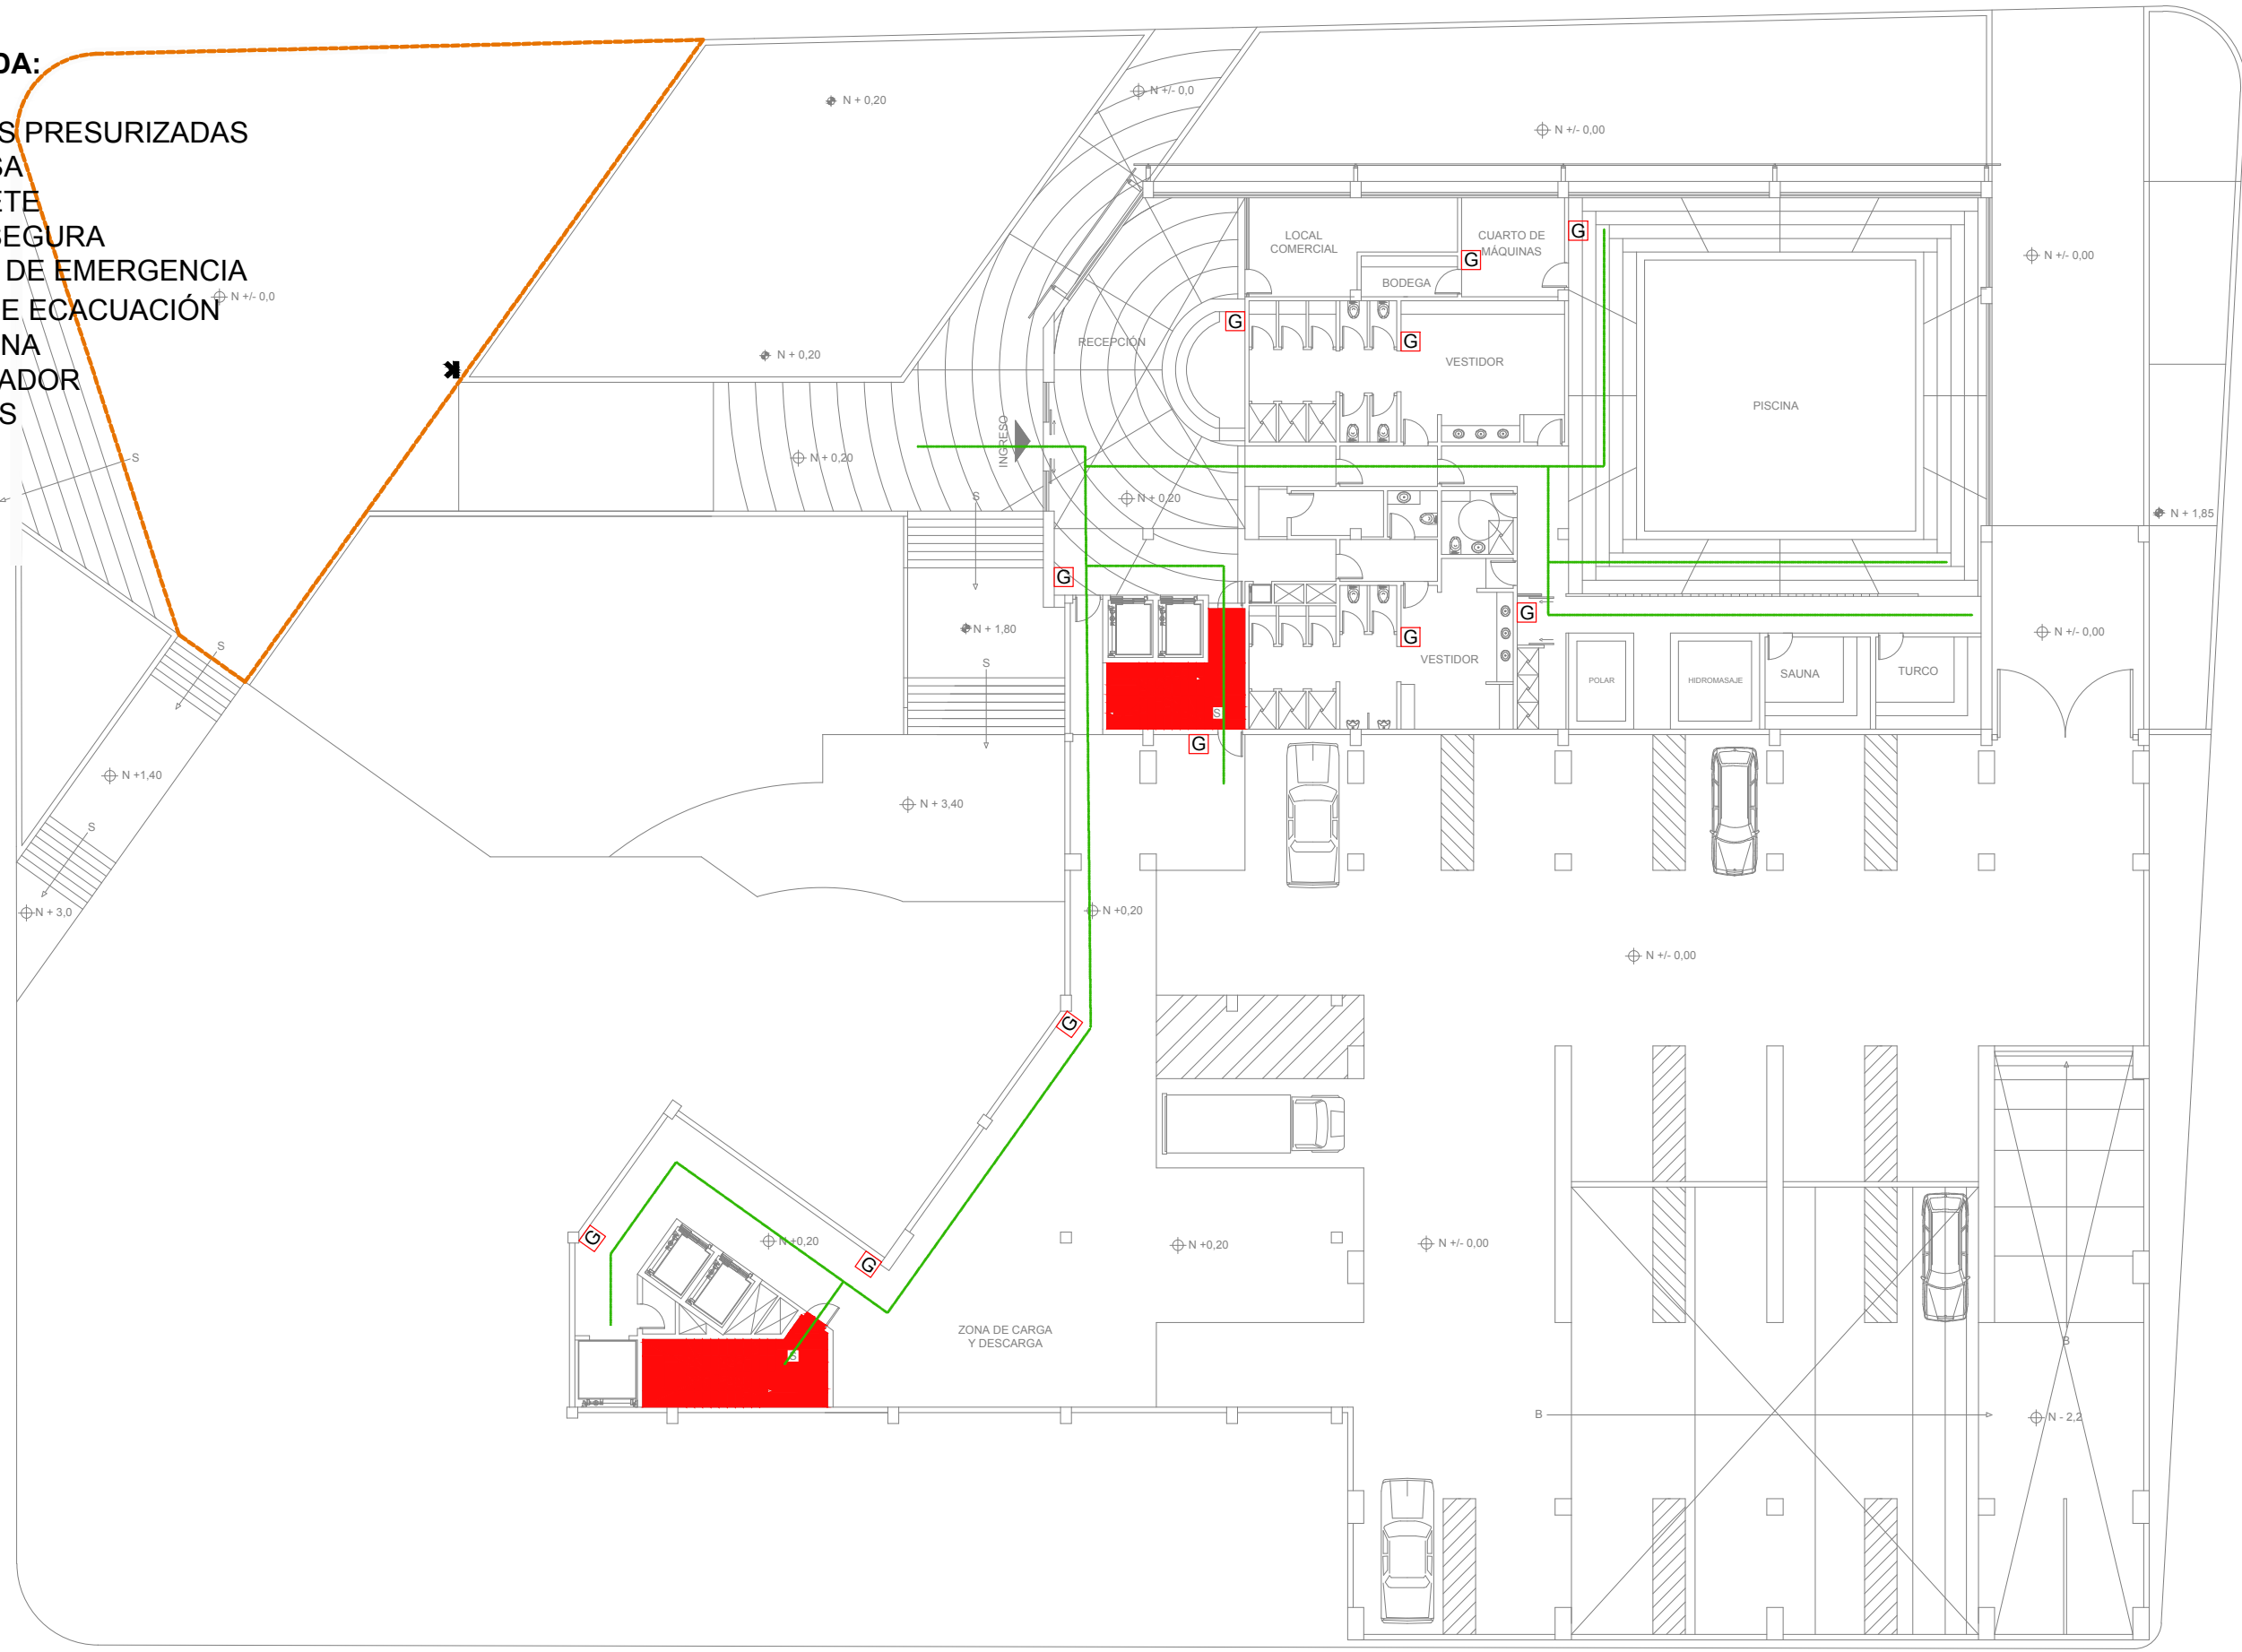 DA:
S PRESURIZADAS
SA
ETE
SEGURA
DE EMERGENCIA
E ECACUACIÓN
NA
ADOR
S
N +/- 0,0
N + 0,20
N +/- 0,0
N +/- 0,00
N +/- 0,00
LOCAL
COMERCIAL
CUARTO DE
MÁQUINAS
G
G
BODEGA
G
G
RECEPCIÓN
VESTIDOR
N + 0,20
PISCINA
INGRESO
N + 0,20
S
S
N + 0,20
N + 1,85
G
G
G
N + 1,80
N +/- 0,00
S
S
VESTIDOR
POLAR
HIDROMASAJE
SAUNA
TURCO
S
G
N +1,40
N + 3,40
S
N + 3,0
N +0,20
N +/- 0,00
G
G
N +0,20
G
N +0,20
N +/- 0,00
ZONA DE CARGA
Y DESCARGA
S
B
B
N - 2,2